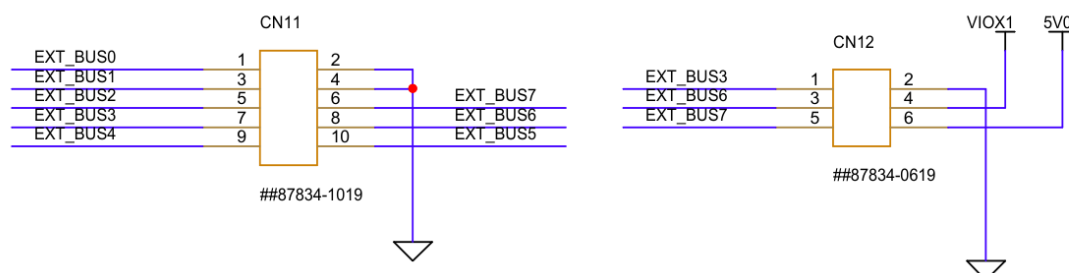 CN11
EXT_BUS0 1 2
EXT_BUS1 3 4
EXT_BUS2 5 6 EXT_BUS7
EXT_BUS3 7 8 EXT_BUS6
EXT_BUS4 9 10 EXT_BUS5
##87834-1019
VIOX1 5V0
CN12
EXT_BUS3 1 2
EXT_BUS6 3 4
EXT_BUS7 5 6
##87834-0619